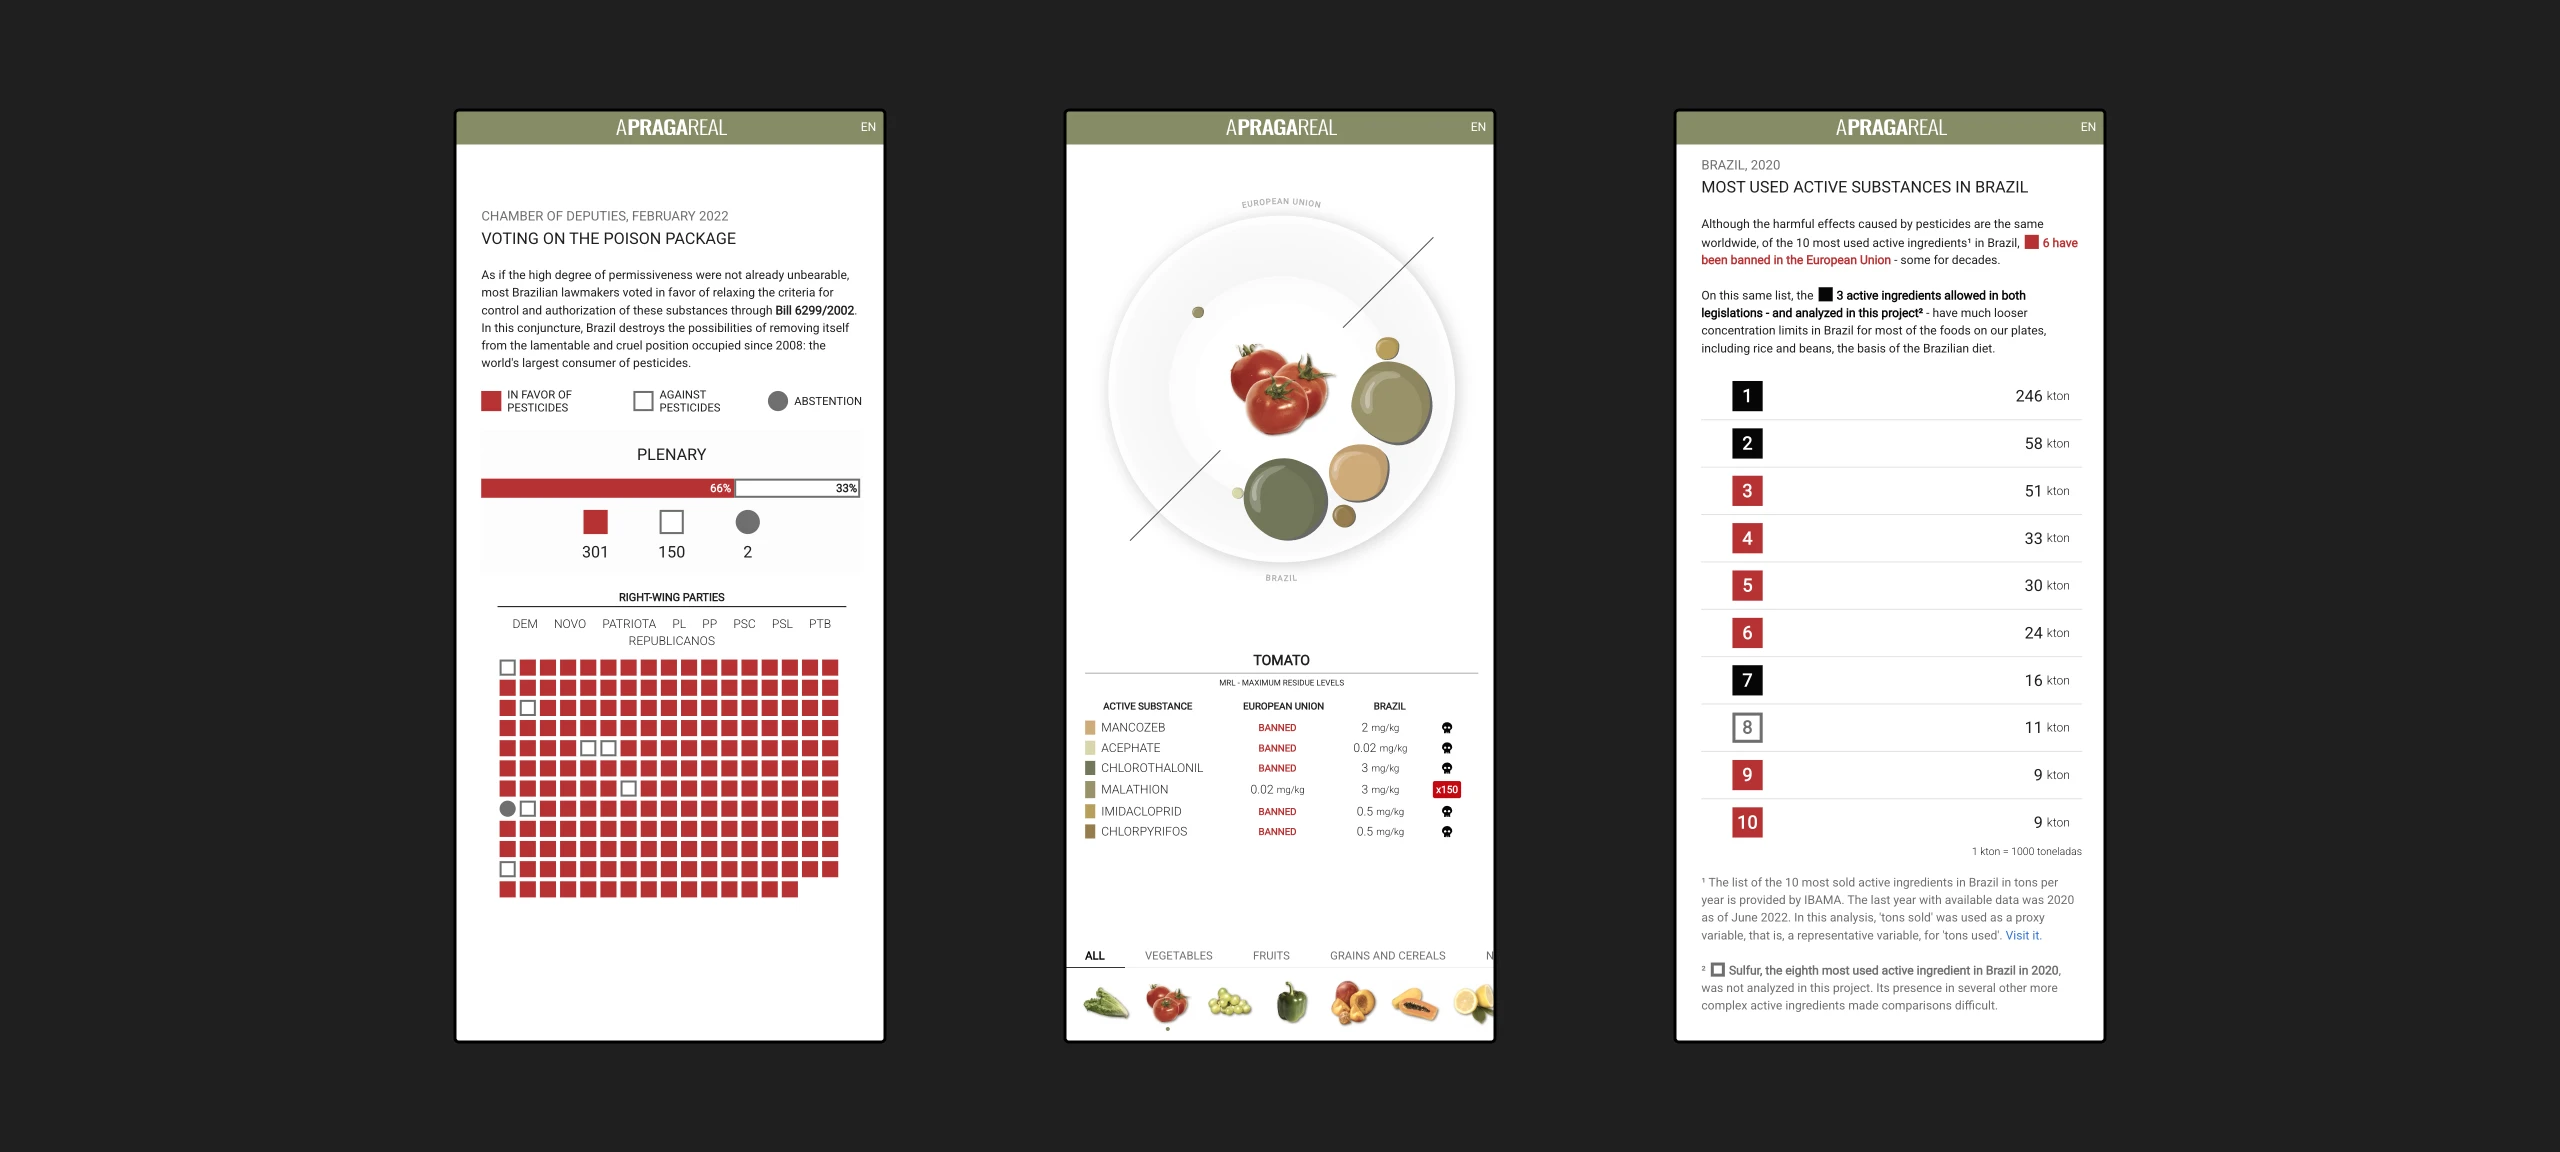 APRAGAREAL
EN
CHAMBER OF DEPUTIES, FEBRUARY 2022
VOTING ON THE POISON PACKAGE
As if the high degree of permissiveness were not already unbearable,
most Brazilian lawmakers voted in favor of relaxing the criteria for
control and authorization of these substances through Bill 6299/2002.
In this conjuncture, Brazil destroys the possibilities of removing itself
from the lamentable and cruel position occupied since 2008: the
world's largest consumer of pesticides.
IN FAVOR OF
PESTICIDES
AGAINST
PESTICIDES
ABSTENTION
PLENARY
66%
33%
301
150
2
RIGHT-WING PARTIES
DEM NOVO PATRIOTA PL PP PSC PSL PTB
REPUBLICANOS
APRAGAREAL
EN
EUROPEAN UNION
BRAZIL
TOMATO
MRL - MAXIMUM RESIDUE LEVELS
ACTIVE SUBSTANCE EUROPEAN UNION BRAZIL
MANCOZEB BANNED 2 mg/kg
ACEPHATE BANNED 0.02 mg/kg
CHLOROTHALONIL BANNED 3 mg/kg
MALATHION 0.02 mg/kg 3 mg/kg x150
IMIDACLOPRID BANNED 0.5 mg/kg
CHLORPYRIFOS BANNED 0.5 mg/kg
ALL VEGETABLES FRUITS GRAINS AND CEREALS N
APRAGAREAL
EN
BRAZIL, 2020
MOST USED ACTIVE SUBSTANCES IN BRAZIL
Although the harmful effects caused by pesticides are the same
worldwide, of the 10 most used active ingredients¹ in Brazil, 6 have
been banned in the European Union - some for decades.
On this same list, the 3 active ingredients allowed in both
legislations - and analyzed in this project² - have much looser
concentration limits in Brazil for most of the foods on our plates,
including rice and beans, the basis of the Brazilian diet.
1 246 kton
2 58 kton
3 51 kton
4 33 kton
5 30 kton
6 24 kton
7 16 kton
8 11 kton
9 9 kton
10 9 kton
1 kton = 1000 toneladas
¹ The list of the 10 most sold active ingredients in Brazil in tons per
year is provided by IBAMA. The last year with available data was 2020
as of June 2022. In this analysis, 'tons sold' was used as a proxy
variable, that is, a representative variable, for 'tons used'. Visit it.
² Sulfur, the eighth most used active ingredient in Brazil in 2020,
was not analyzed in this project. Its presence in several other more
complex active ingredients made comparisons difficult.